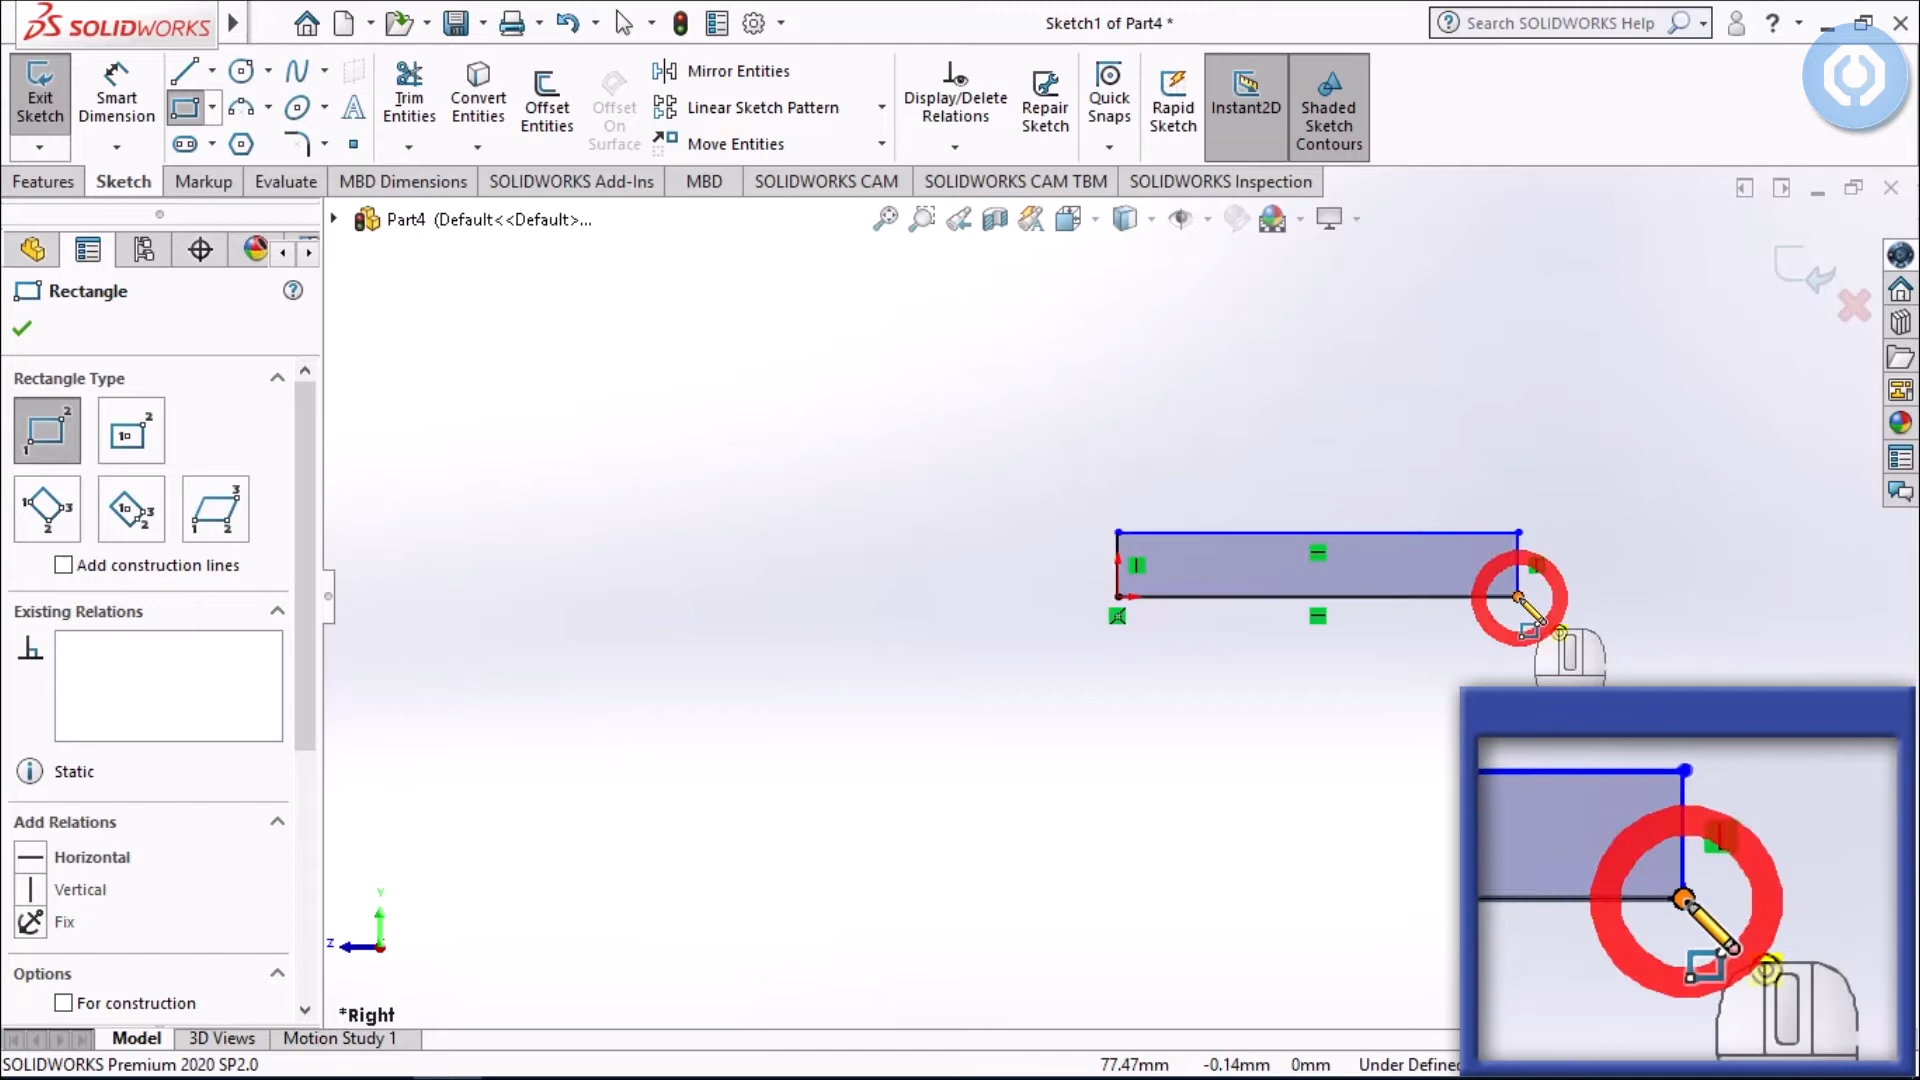 SOLIDWORKS
Sketch1 of Part4 *
Search SOLIDWORKS Help
Exit Sketch
Smart Dimension
Trim Entities
Convert Entities
Offset Entities
Offset On Surface
Mirror Entities
Linear Sketch Pattern
Move Entities
Display/Delete Relations
Repair Sketch
Quick Snaps
Rapid Sketch
Instant2D
Shaded Sketch Contours
Features
Sketch
Markup
Evaluate
MBD Dimensions
SOLIDWORKS Add-Ins
MBD
SOLIDWORKS CAM
SOLIDWORKS CAM TBM
SOLIDWORKS Inspection
Part4 (Default<<Default>...
Rectangle
Rectangle Type
Add construction lines
Existing Relations
Static
Add Relations
Horizontal
Vertical
Fix
Options
For construction
Y
Z
*Right
Model
3D Views
Motion Study 1
SOLIDWORKS Premium 2020 SP2.0
77.47mm
-0.14mm
0mm
Under Define